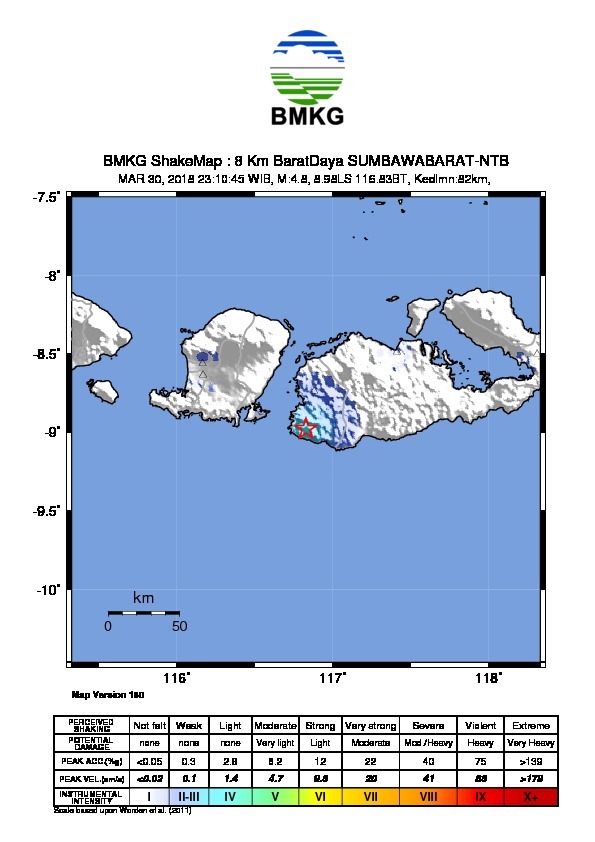 BMKG
BMKG ShakeMap : 8 Km BaratDaya SUMBAWABARAT-NTB
MAR 30, 2018 23:10:45 WIB, M:4.8, 8.98LS 116.83BT, Kedlmn:82km,
-7.5°
-8°
-8.5°
-9°
-9.5°
-10°
km
0 50
116° 117° 118°
Map Version 180
PERCEIVED SHAKING Not felt Weak Light Moderate Strong Very strong Severe Violent Extreme
POTENTIAL DAMAGE none none none Very light Light Moderate Mod./Heavy Heavy Very Heavy
PEAK ACC.(%g) <0.05 0.3 2.8 6.2 12 22 40 75 >139
PEAK VEL.(cm/s) <0.02 0.1 1.4 4.7 9.6 20 41 86 >178
INSTRUMENTAL INTENSITY I II-III IV V VI VII VIII IX X+
Scale based upon Worden et al. (2011)